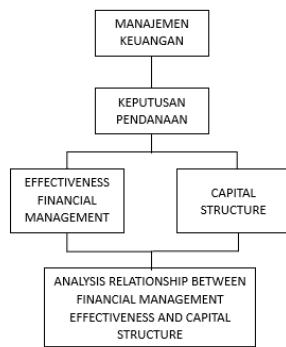 MANAJEMEN
KEUANGAN
KEPUTUSAN
PENDANAAN
EFFECTIVENESS
FINANCIAL
MANAGEMENT
CAPITAL
STRUCTURE
ANALYSIS RELATIONSHIP BETWEEN
FINANCIAL MANAGEMENT
EFFECTIVENESS AND CAPITAL
STRUCTURE